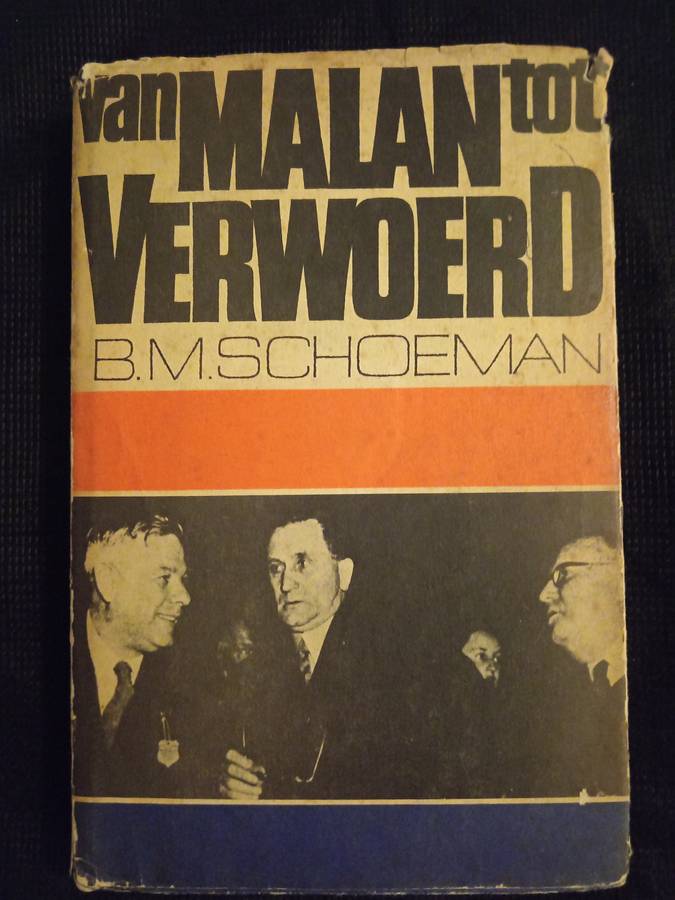 van MALAN tot
VERWOERD
B.M. SCHOEMAN